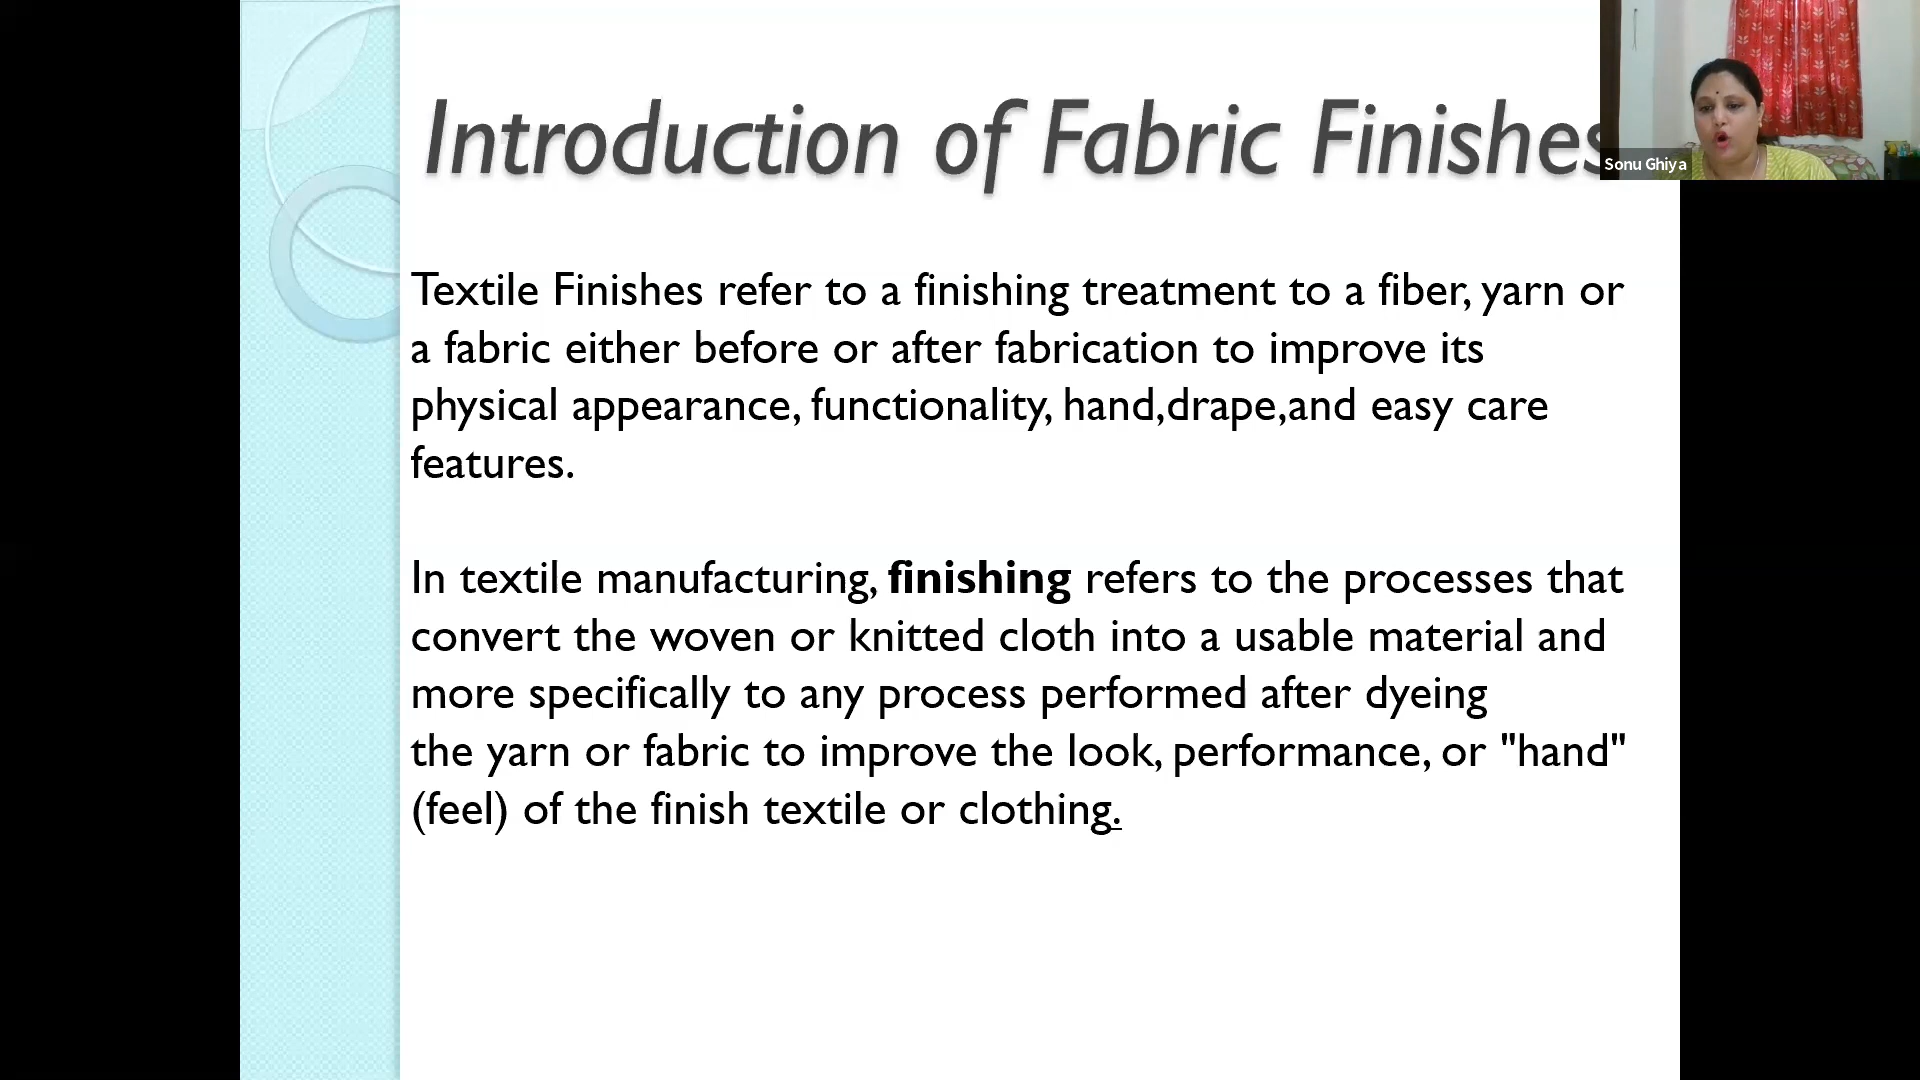 Introduction of Fabric Finishes
Sonu Ghiya
Textile Finishes refer to a finishing treatment to a fiber, yarn or
a fabric either before or after fabrication to improve its
physical appearance, functionality, hand,drape,and easy care
features.
In textile manufacturing, finishing refers to the processes that
convert the woven or knitted cloth into a usable material and
more specifically to any process performed after dyeing
the yarn or fabric to improve the look, performance, or "hand"
(feel) of the finish textile or clothing.